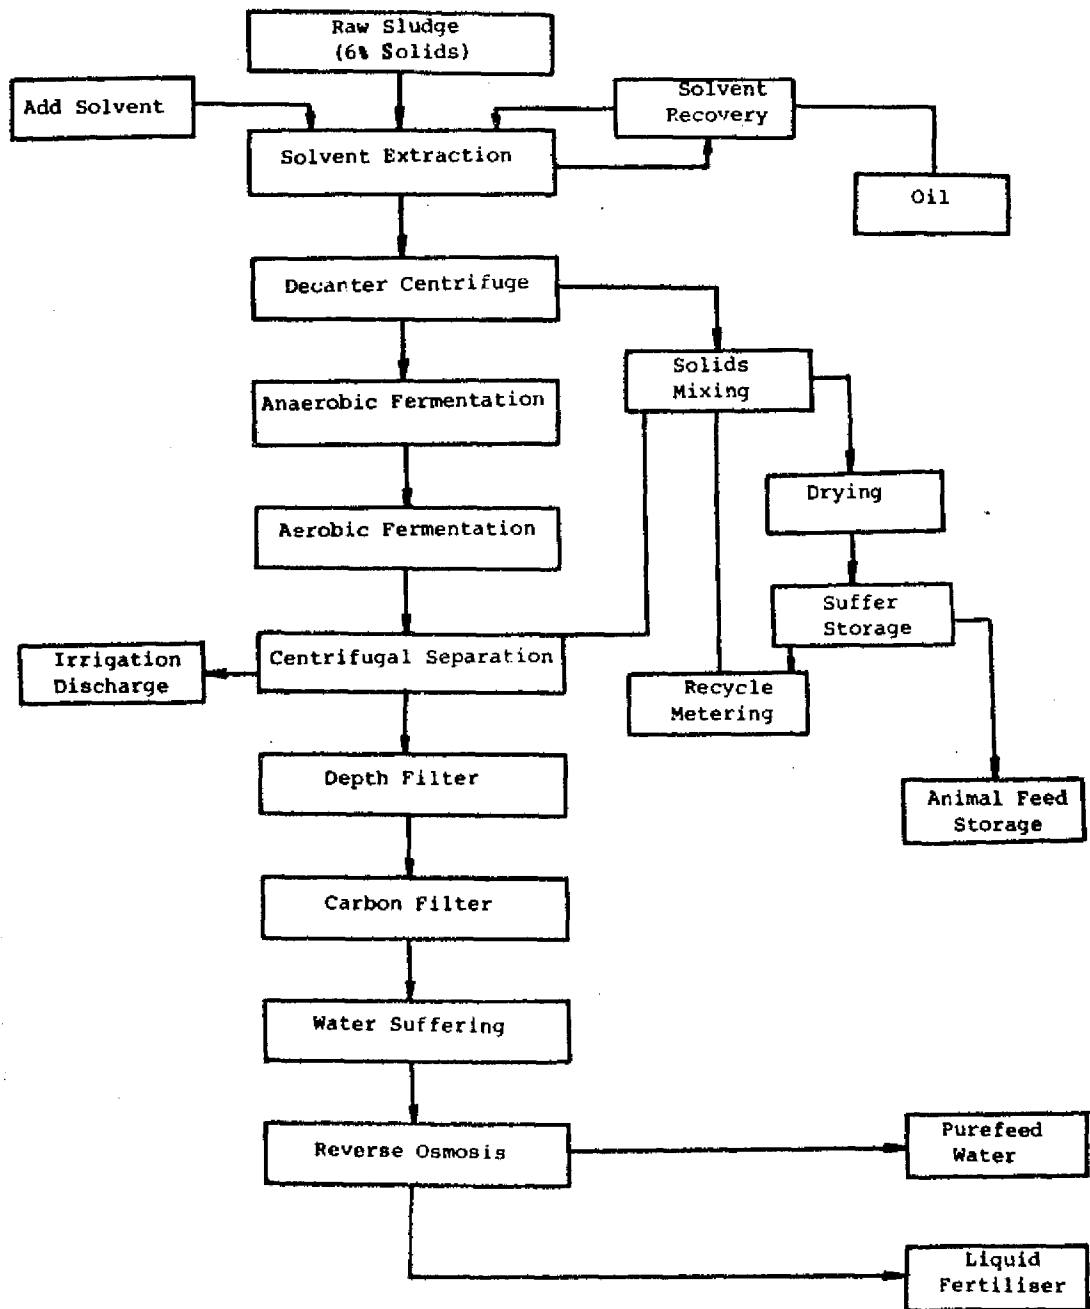 Raw Sludge
(6% Solids)
Add Solvent
Solvent
Recovery
Solvent Extraction
Oil
Decanter Centrifuge
Solids
Mixing
Anaerobic Fermentation
Drying
Aerobic Fermentation
Suffer
Storage
Centrifugal Separation
Irrigation
Discharge
Recycle
Metering
Depth Filter
Animal Feed
Storage
Carbon Filter
Water Suffering
Reverse Osmosis
Purefeed
Water
Liquid
Fertiliser